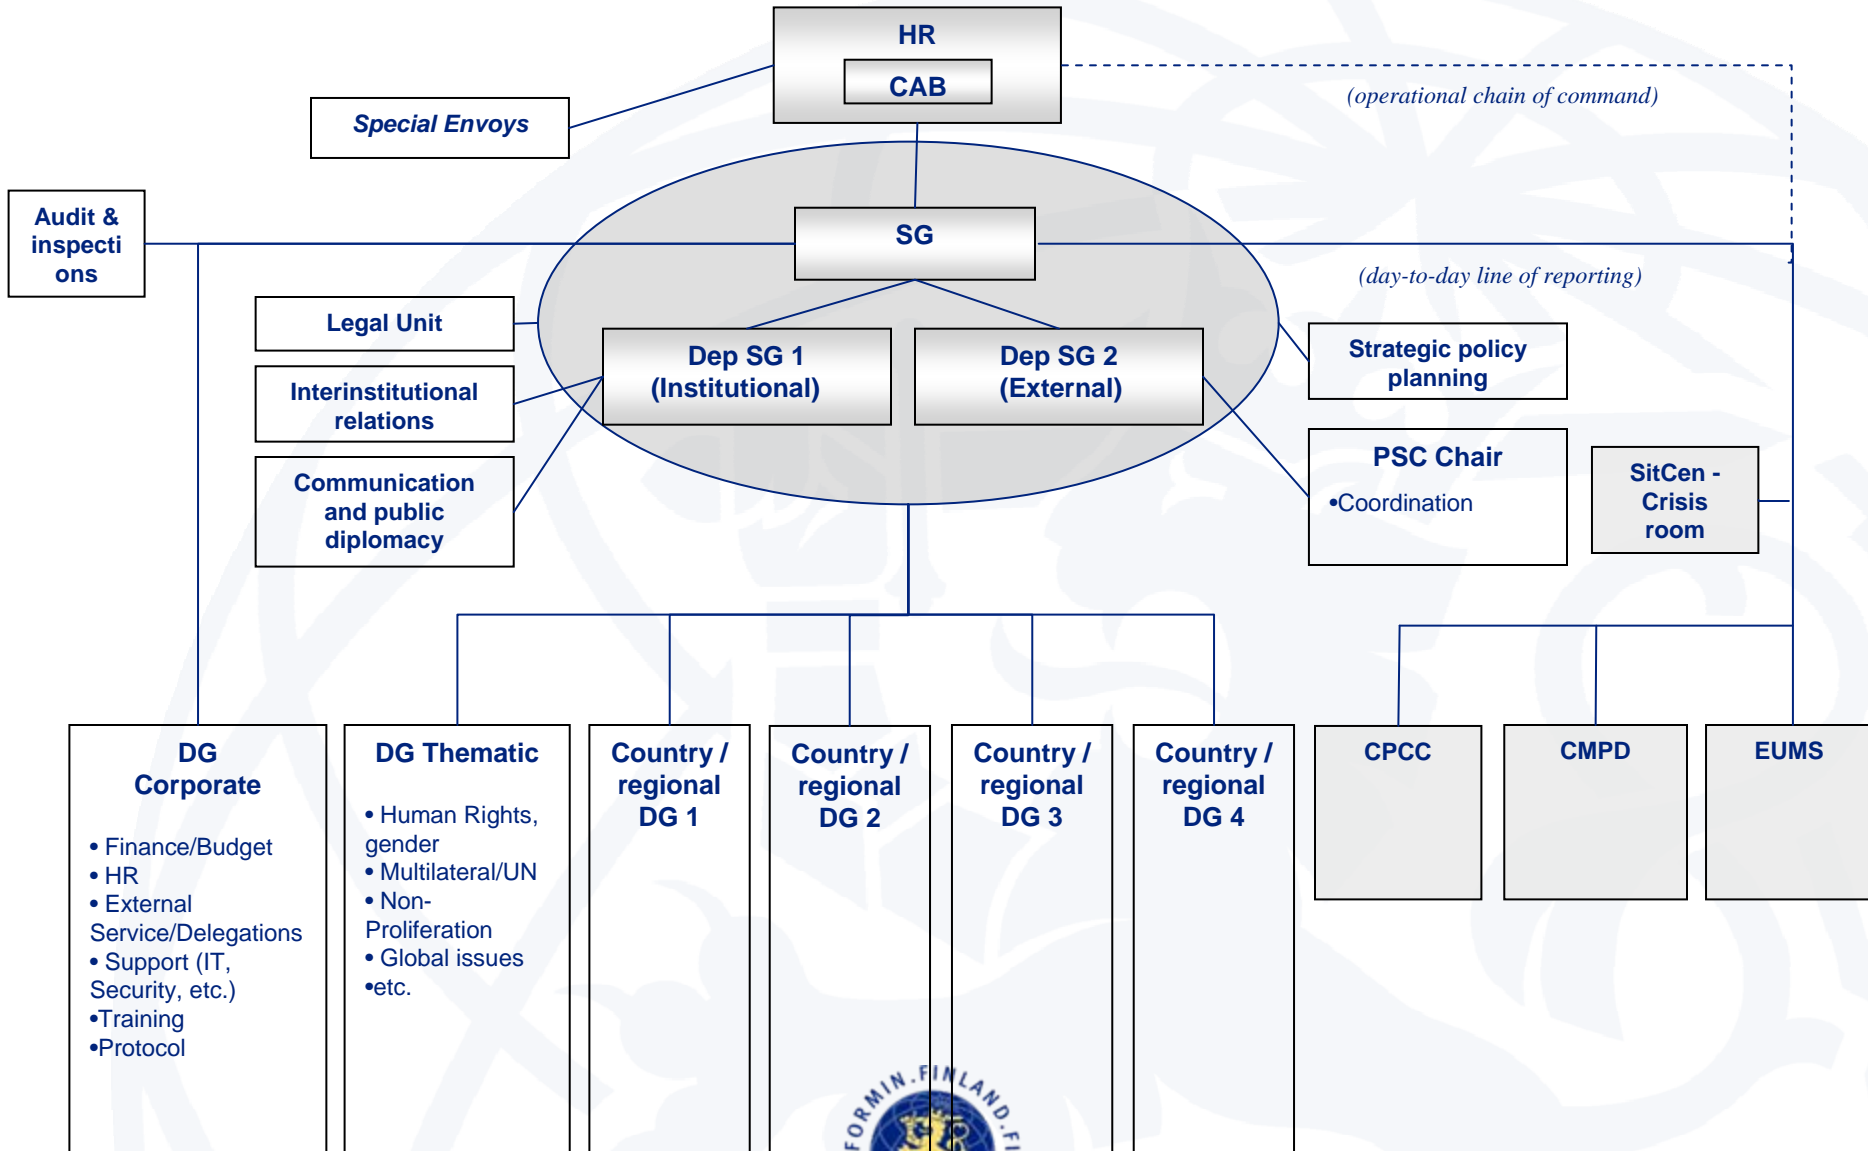 HR
CAB
(operational chain of command)
Special Envoys
Audit &
inspecti
ons
SG
(day-to-day line of reporting)
Legal Unit
Dep SG 1
(Institutional)
Dep SG 2
(External)
Strategic policy
planning
Interinstitutional
relations
PSC Chair
•Coordination
SitCen -
Crisis
room
Communication
and public
diplomacy
DG
Corporate
• Finance/Budget
• HR
• External
Service/Delegations
• Support (IT,
Security, etc.)
•Training
•Protocol
DG Thematic
• Human Rights,
gender
• Multilateral/UN
• Non-
Proliferation
• Global issues
•etc.
Country /
regional
DG 1
Country /
regional
DG 2
Country /
regional
DG 3
Country /
regional
DG 4
CPCC
CMPD
EUMS
FORMIN.FINLAND.FI